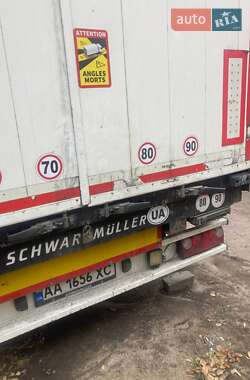 AUTO RIA
ATTENTION
ANGLES
MORTS
70
80
90
SCHWARZMÜLLER
UA
80
90
AA 1656 XC